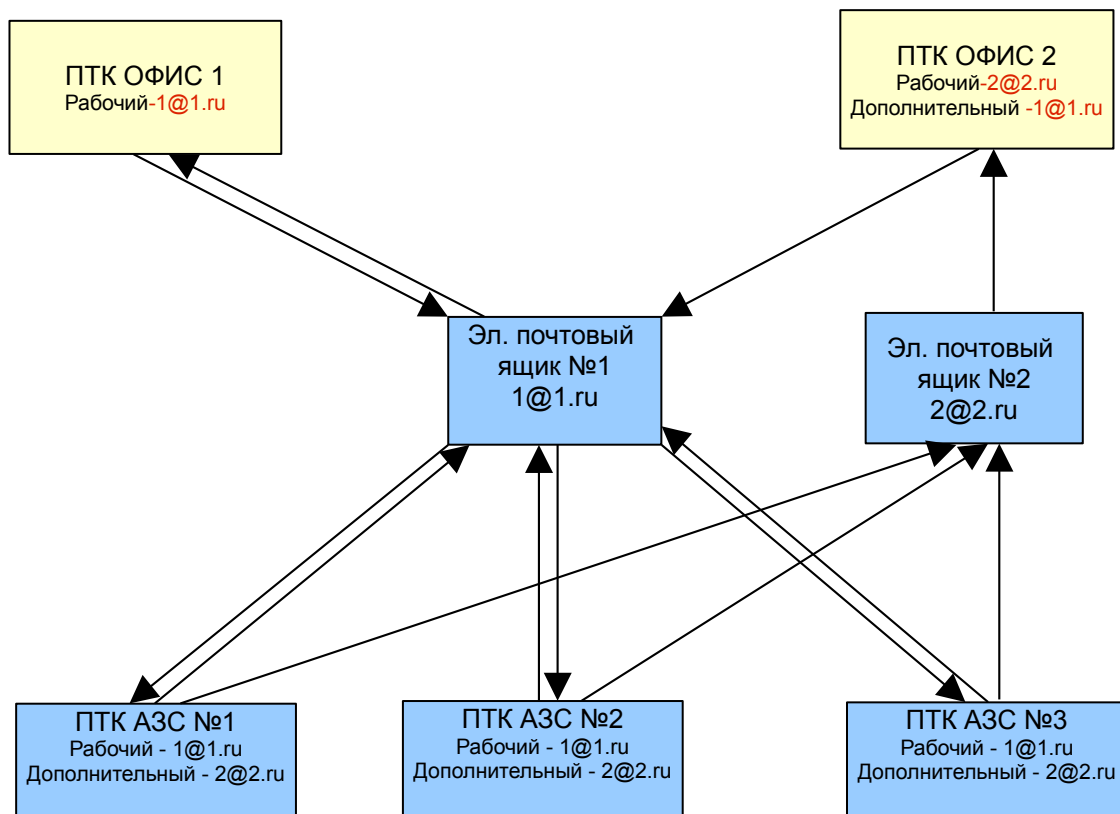 ПТК ОФИС 1
Рабочий-1@1.ru
ПТК ОФИС 2
Рабочий-2@2.ru
Дополнительный -1@1.ru
Эл. почтовый
ящик №1
1@1.ru
Эл. почтовый
ящик №2
2@2.ru
ПТК АЗС №1
Рабочий - 1@1.ru
Дополнительный - 2@2.ru
ПТК АЗС №2
Рабочий - 1@1.ru
Дополнительный - 2@2.ru
ПТК АЗС №3
Рабочий - 1@1.ru
Дополнительный - 2@2.ru